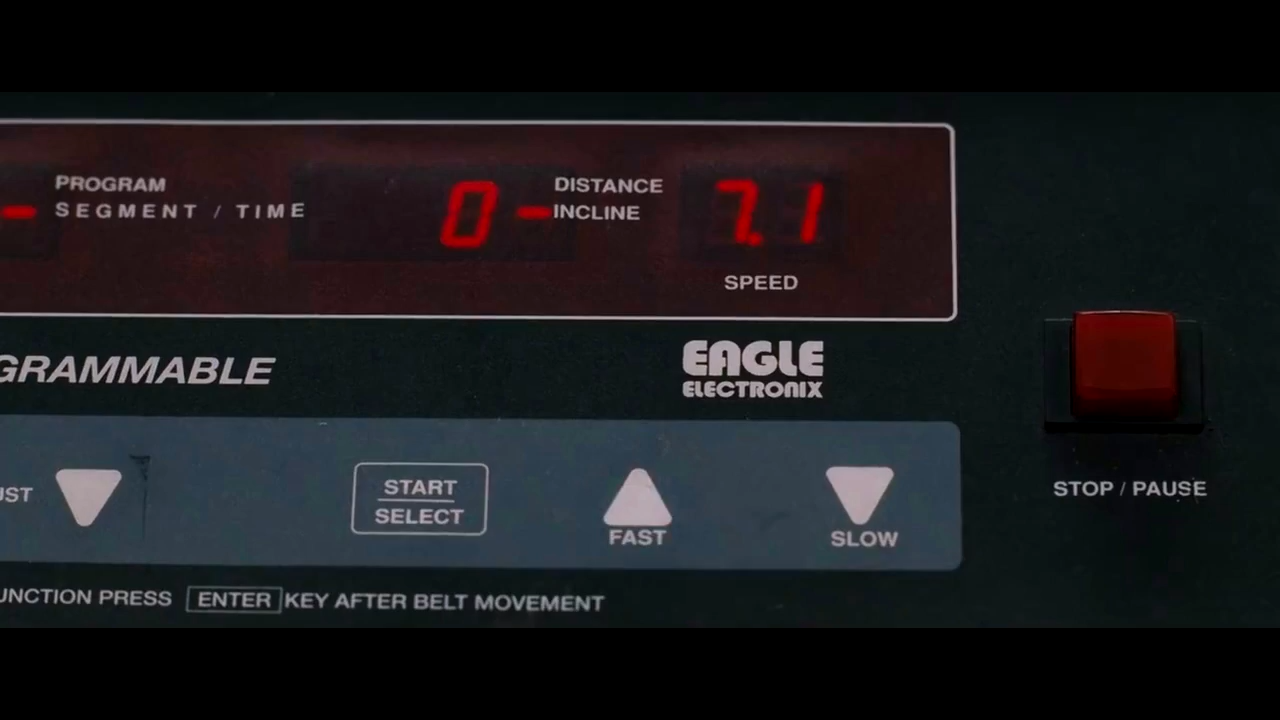 PROGRAM
SEGMENT / TIME
0
DISTANCE
INCLINE
7.1
SPEED
GRAMMABLE
EAGLE
ELECTRONIX
UST
START
SELECT
FAST
SLOW
STOP / PAUSE
UNCTION PRESS ENTER KEY AFTER BELT MOVEMENT